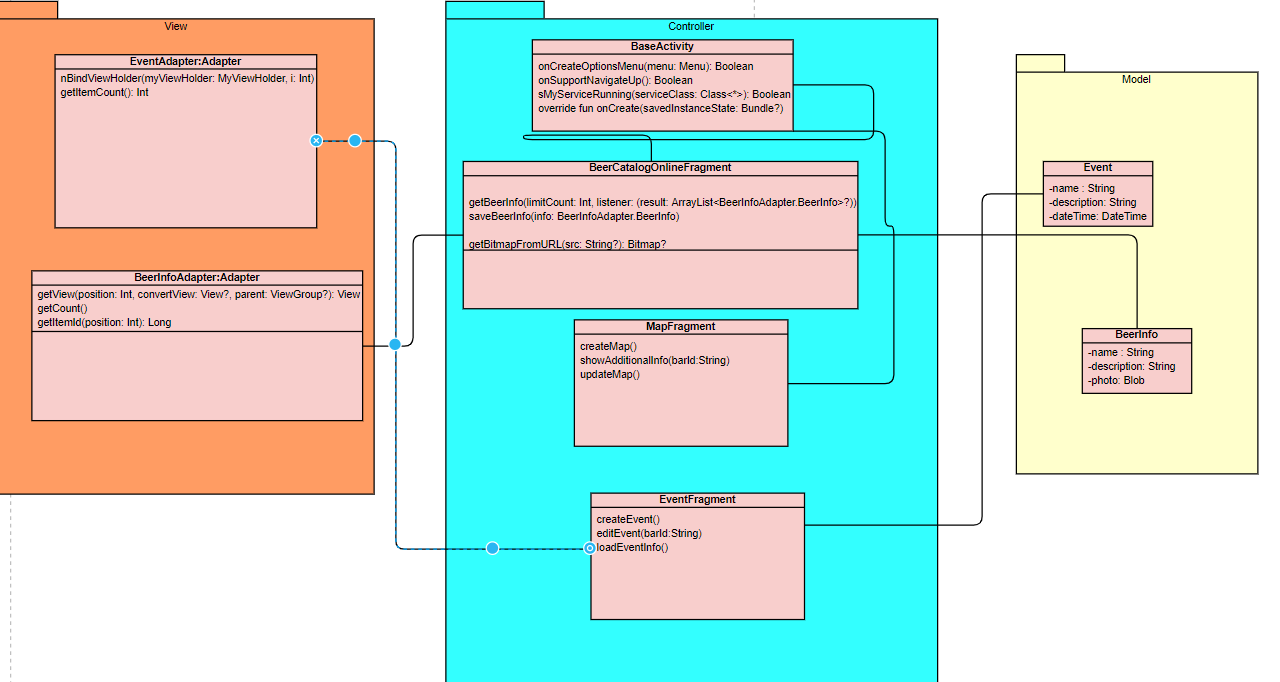 View
EventAdapter:Adapter
nBindViewHolder(myViewHolder: MyViewHolder, i: Int)
getItemCount(): Int
BeerInfoAdapter:Adapter
getView(position: Int, convertView: View?, parent: ViewGroup?): View
getCount()
getItemId(position: Int): Long
Controller
BaseActivity
onCreateOptionsMenu(menu: Menu): Boolean
onSupportNavigateUp(): Boolean
sMyServiceRunning(serviceClass: Class<*>): Boolean
override fun onCreate(savedInstanceState: Bundle?)
BeerCatalogOnlineFragment
getBeerInfo(limitCount: Int, listener: (result: ArrayList<BeerInfoAdapter.BeerInfo>?))
saveBeerInfo(info: BeerInfoAdapter.BeerInfo)
getBitmapFromURL(src: String?): Bitmap?
MapFragment
createMap()
showAdditionalInfo(barId:String)
updateMap()
EventFragment
createEvent()
editEvent(barId:String)
loadEventInfo()
Model
Event
-name : String
-description: String
-dateTime: DateTime
BeerInfo
-name : String
-description: String
-photo: Blob